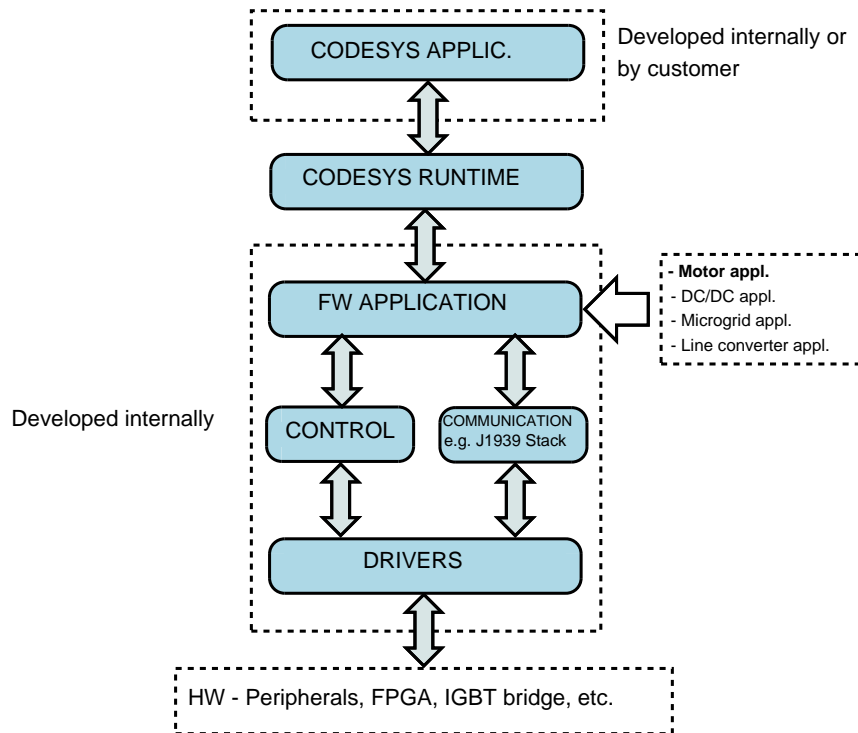 CODESYS APPLIC.
Developed internally or
by customer
CODESYS RUNTIME
FW APPLICATION
- Motor appl.
- DC/DC appl.
- Microgrid appl.
- Line converter appl.
Developed internally
CONTROL
COMMUNICATION
e.g. J1939 Stack
DRIVERS
HW - Peripherals, FPGA, IGBT bridge, etc.